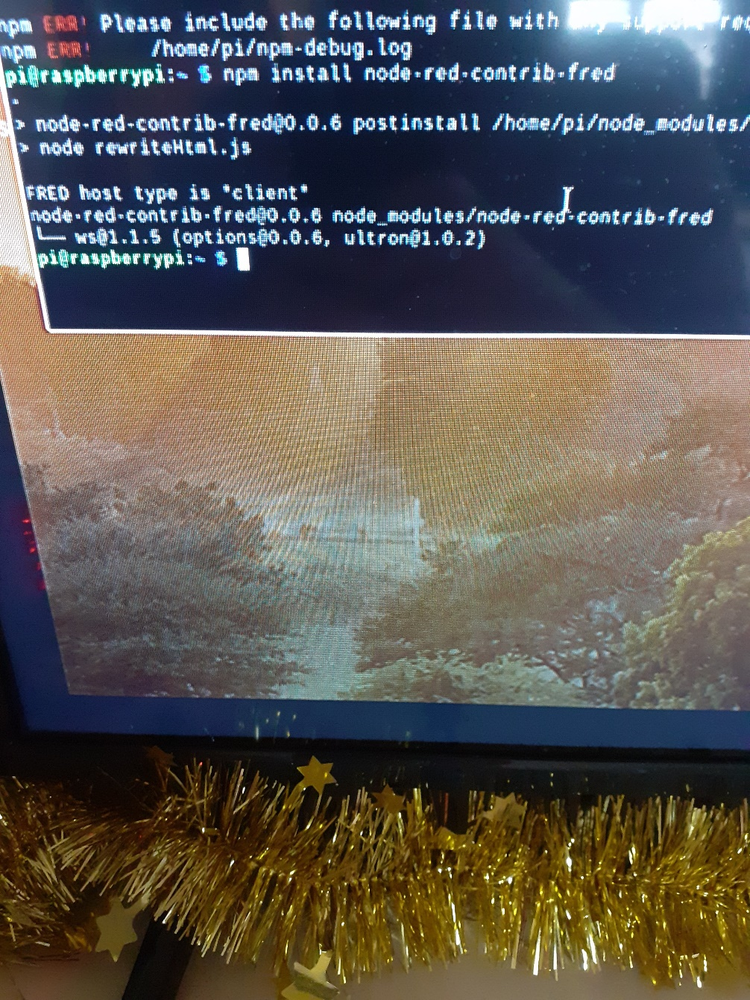 npm ERR! Please include the following file with any support req
npm ERR!     /home/pi/npm-debug.log
pi@raspberrypi:~ $ npm install node-red-contrib-fred
-
> node-red-contrib-fred@0.0.6 postinstall /home/pi/node_modules/
> node rewriteHtml.js
FRED host type is "client"
node-red-contrib-fred@0.0.6 node_modules/node-red-contrib-fred
└── ws@1.1.5 (options@0.0.6, ultron@1.0.2)
pi@raspberrypi:~ $